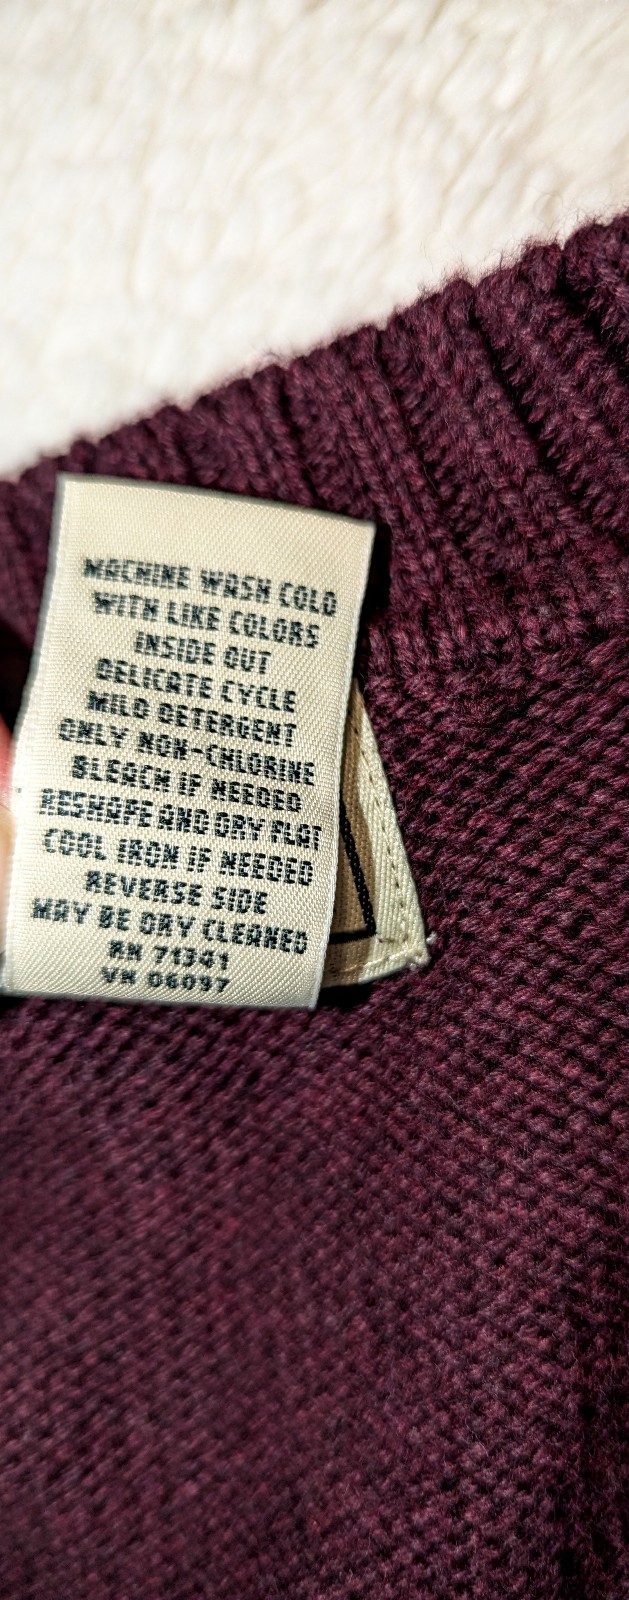 MACHINE WASH COLD
WITH LIKE COLORS
INSIDE OUT
DELICATE CYCLE
MILD DETERGENT
ONLY NON-CHLORINE
BLEACH IF NEEDED
RESHAPE AND DRY FLAT
COOL IRON IF NEEDED
REVERSE SIDE
MAY BE DRY CLEANED
RN 71341
VN 06097